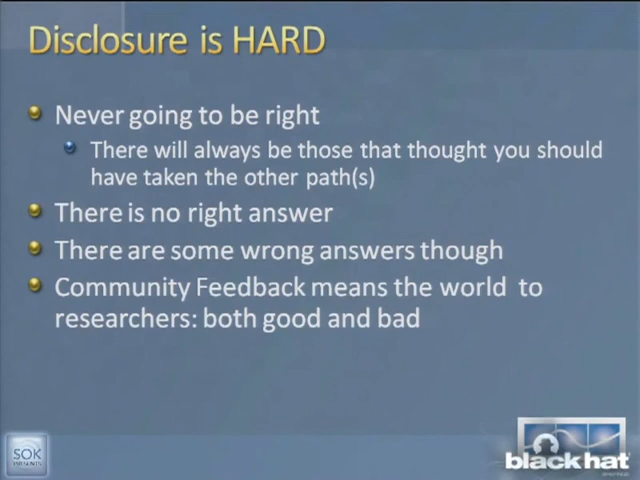 Disclosure is HARD
Never going to be right
There will always be those that thought you should
have taken the other path(s)
There is no right answer
There are some wrong answers though
Community Feedback means the world to
researchers: both good and bad
SOK
PRESENTS
black hat